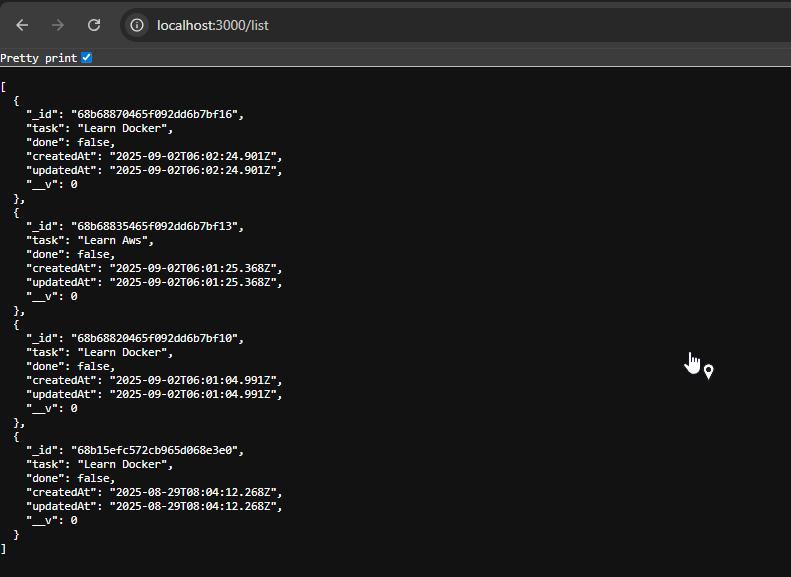 localhost:3000/list
Pretty print
[
  {
    "_id": "68b68870465f092dd6b7bf16",
    "task": "Learn Docker",
    "done": false,
    "createdAt": "2025-09-02T06:02:24.901Z",
    "updatedAt": "2025-09-02T06:02:24.901Z",
    "__v": 0
  },
  {
    "_id": "68b68835465f092dd6b7bf13",
    "task": "Learn Aws",
    "done": false,
    "createdAt": "2025-09-02T06:01:25.368Z",
    "updatedAt": "2025-09-02T06:01:25.368Z",
    "__v": 0
  },
  {
    "_id": "68b68820465f092dd6b7bf10",
    "task": "Learn Docker",
    "done": false,
    "createdAt": "2025-09-02T06:01:04.991Z",
    "updatedAt": "2025-09-02T06:01:04.991Z",
    "__v": 0
  },
  {
    "_id": "68b15efc572cb965d068e3e0",
    "task": "Learn Docker",
    "done": false,
    "createdAt": "2025-08-29T08:04:12.268Z",
    "updatedAt": "2025-08-29T08:04:12.268Z",
    "__v": 0
  }
]